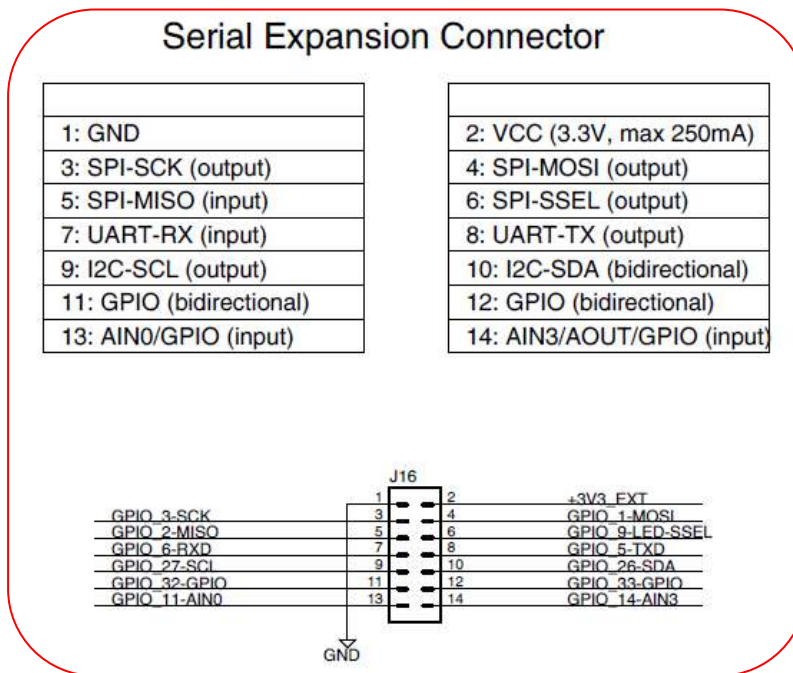 Serial Expansion Connector
1: GND
3: SPI-SCK (output)
5: SPI-MISO (input)
7: UART-RX (input)
9: I2C-SCL (output)
11: GPIO (bidirectional)
13: AIN0/GPIO (input)
2: VCC (3.3V, max 250mA)
4: SPI-MOSI (output)
6: SPI-SSEL (output)
8: UART-TX (output)
10: I2C-SDA (bidirectional)
12: GPIO (bidirectional)
14: AIN3/AOUT/GPIO (input)
J16
1 2 +3V3_EXT
GPIO_3-SCK 3 4 GPIO_1-MOSI
GPIO_2-MISO 5 6 GPIO_9-LED-SSEL
GPIO_6-RXD 7 8 GPIO_5-TXD
GPIO_27-SCL 9 10 GPIO_26-SDA
GPIO_32-GPIO 11 12 GPIO_33-GPIO
GPIO_11-AIN0 13 14 GPIO_14-AIN3
GND